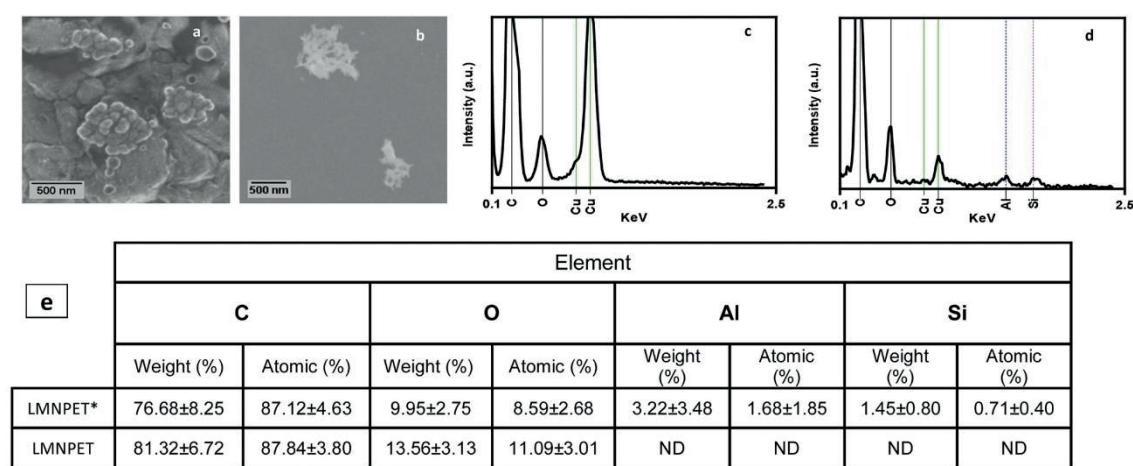 a
500 nm
b
500 nm
c
Intensity (a.u.)
0.1 C O Cu Cu 2.5
KeV
d
Intensity (a.u.)
0.1 C O Cu Cu Al Si 2.5
KeV
e
Element
C O Al Si
Weight (%) Atomic (%) Weight (%) Atomic (%) Weight (%) Atomic (%) Weight (%) Atomic (%)
LMNPET* 76.68±8.25 87.12±4.63 9.95±2.75 8.59±2.68 3.22±3.48 1.68±1.85 1.45±0.80 0.71±0.40
LMNPET 81.32±6.72 87.84±3.80 13.56±3.13 11.09±3.01 ND ND ND ND